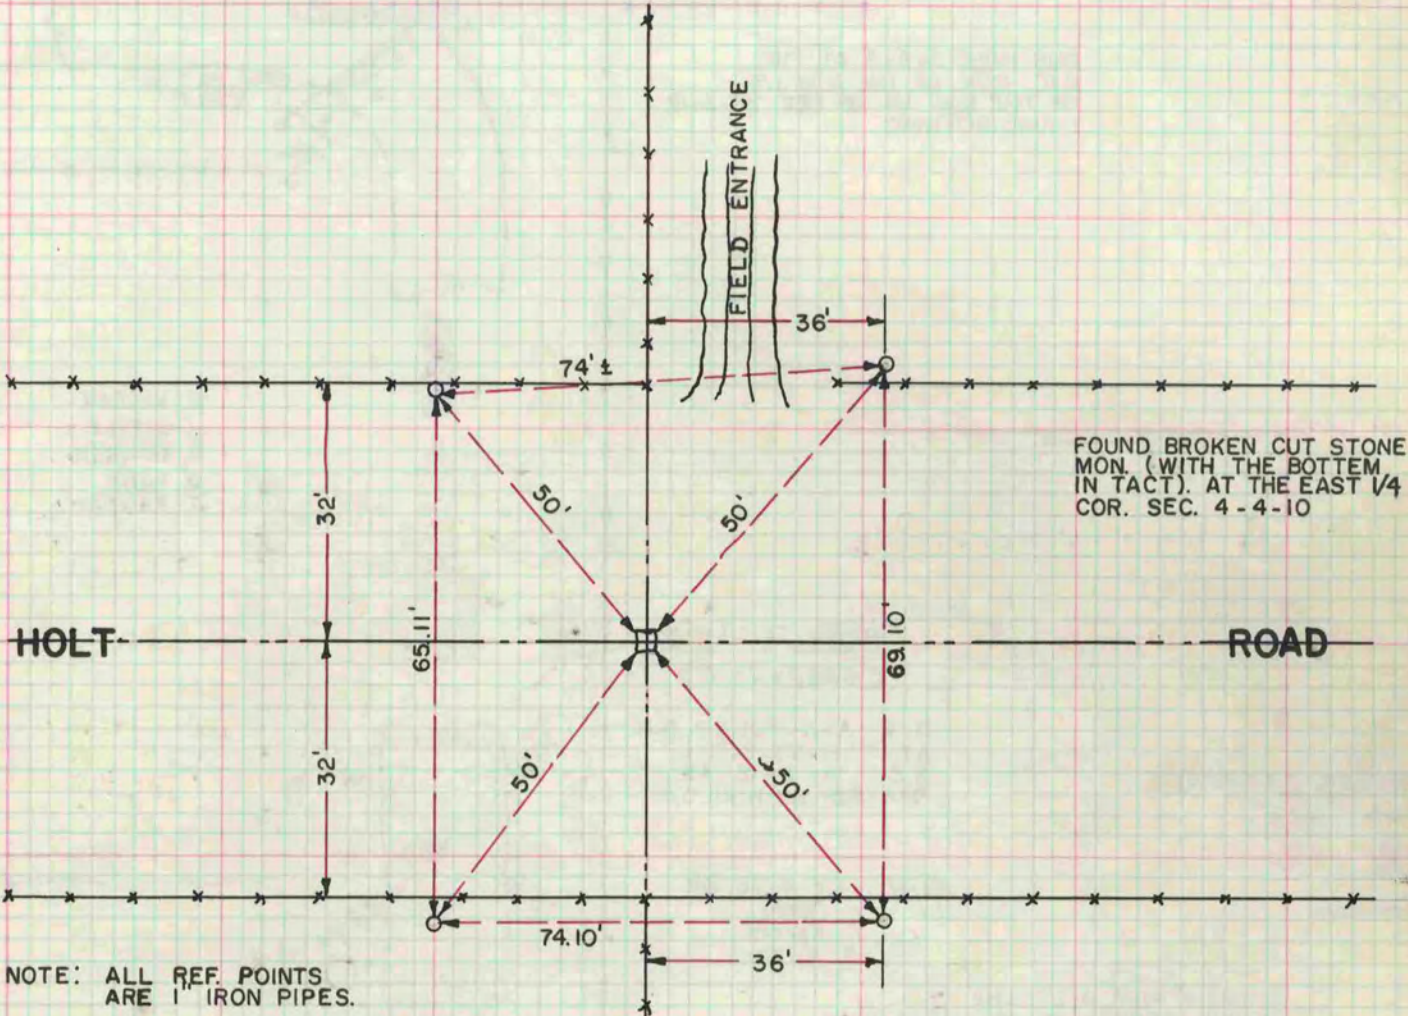 FIELD ENTRANCE
36'
74' ±
FOUND BROKEN CUT STONE
MON. (WITH THE BOTTEM
IN TACT). AT THE EAST 1/4
COR. SEC. 4-4-10
32'
50'
50'
HOLT
65.11'
69.10'
ROAD
32'
50'
50'
74.10'
36'
NOTE: ALL REF. POINTS
ARE 1" IRON PIPES.